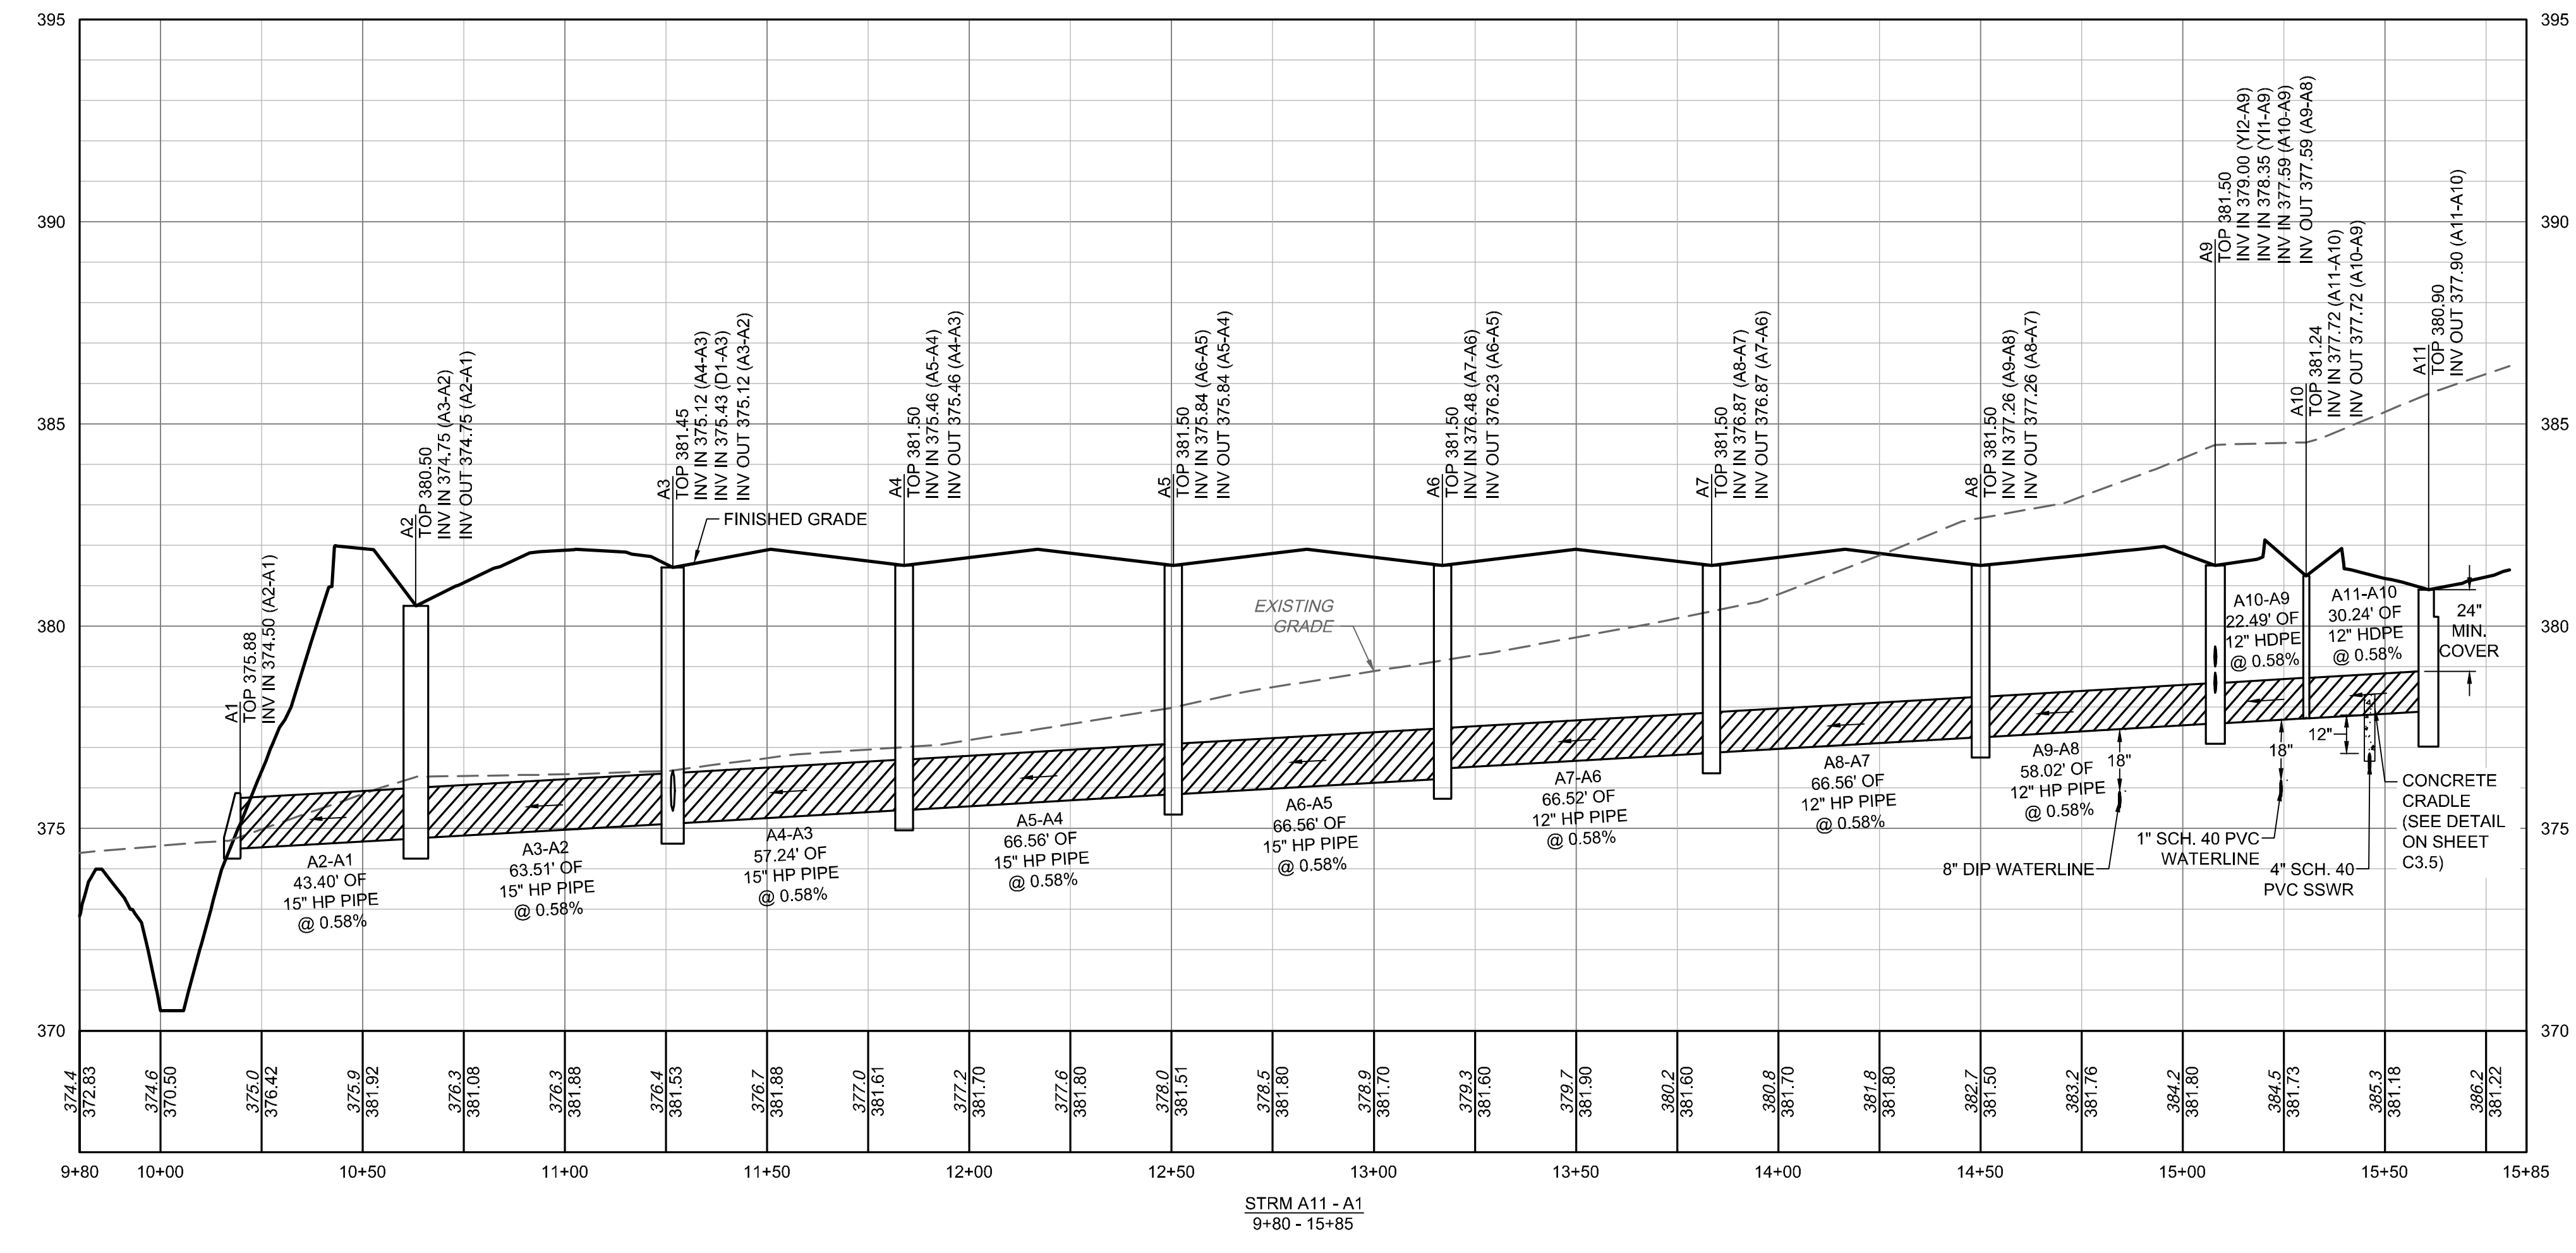 395
390
385
380
375
370
395
390
385
380
375
370
A1
TOP 375.88
INV IN 374.50 (A2-A1)
A2
TOP 380.50
INV IN 374.75 (A3-A2)
INV OUT 374.75 (A2-A1)
A3
TOP 381.45
INV IN 375.12 (A4-A3)
INV IN 375.43 (D1-A3)
INV OUT 375.12 (A3-A2)
A4
TOP 381.50
INV IN 375.46 (A5-A4)
INV OUT 375.46 (A4-A3)
A5
TOP 381.50
INV IN 375.84 (A6-A5)
INV OUT 375.84 (A5-A4)
A6
TOP 381.50
INV IN 376.48 (A7-A6)
INV OUT 376.23 (A6-A5)
A7
TOP 381.50
INV IN 376.87 (A8-A7)
INV OUT 376.87 (A7-A6)
A8
TOP 381.50
INV IN 377.26 (A9-A8)
INV OUT 377.26 (A8-A7)
A9
TOP 381.50
INV IN 379.00 (YI2-A9)
INV IN 378.35 (YI1-A9)
INV IN 377.59 (A10-A9)
INV OUT 377.59 (A9-A8)
A10
TOP 381.24
INV IN 377.72 (A11-A10)
INV OUT 377.72 (A10-A9)
A11
TOP 380.90
INV OUT 377.90 (A11-A10)
FINISHED GRADE
EXISTING
GRADE
A2-A1
43.40' OF
15" HP PIPE
@ 0.58%
A3-A2
63.51' OF
15" HP PIPE
@ 0.58%
A4-A3
57.24' OF
15" HP PIPE
@ 0.58%
A5-A4
66.56' OF
15" HP PIPE
@ 0.58%
A6-A5
66.56' OF
15" HP PIPE
@ 0.58%
A7-A6
66.52' OF
12" HP PIPE
@ 0.58%
A8-A7
66.56' OF
12" HP PIPE
@ 0.58%
A9-A8
58.02' OF
12" HP PIPE
@ 0.58%
A10-A9
22.49' OF
12" HDPE
@ 0.58%
A11-A10
30.24' OF
12" HDPE
@ 0.58%
24"
MIN.
COVER
18"
18"
12"
8" DIP WATERLINE
1" SCH. 40 PVC
WATERLINE
4" SCH. 40
PVC SSWR
CONCRETE
CRADLE
(SEE DETAIL
ON SHEET
C3.5)
374.4
372.83
374.6
370.50
375.0
376.42
375.9
381.92
376.3
381.08
376.3
381.88
376.4
381.53
376.7
381.88
377.0
381.61
377.2
381.70
377.6
381.80
378.0
381.51
378.5
381.80
378.9
381.70
379.3
381.60
379.7
381.90
380.2
381.60
380.8
381.70
381.8
381.80
382.7
381.50
383.2
381.76
384.2
381.80
384.5
381.73
385.3
381.18
386.2
381.22
9+80
10+00
10+50
11+00
11+50
12+00
12+50
13+00
13+50
14+00
14+50
15+00
15+50
15+85
STRM A11 - A1
9+80 - 15+85